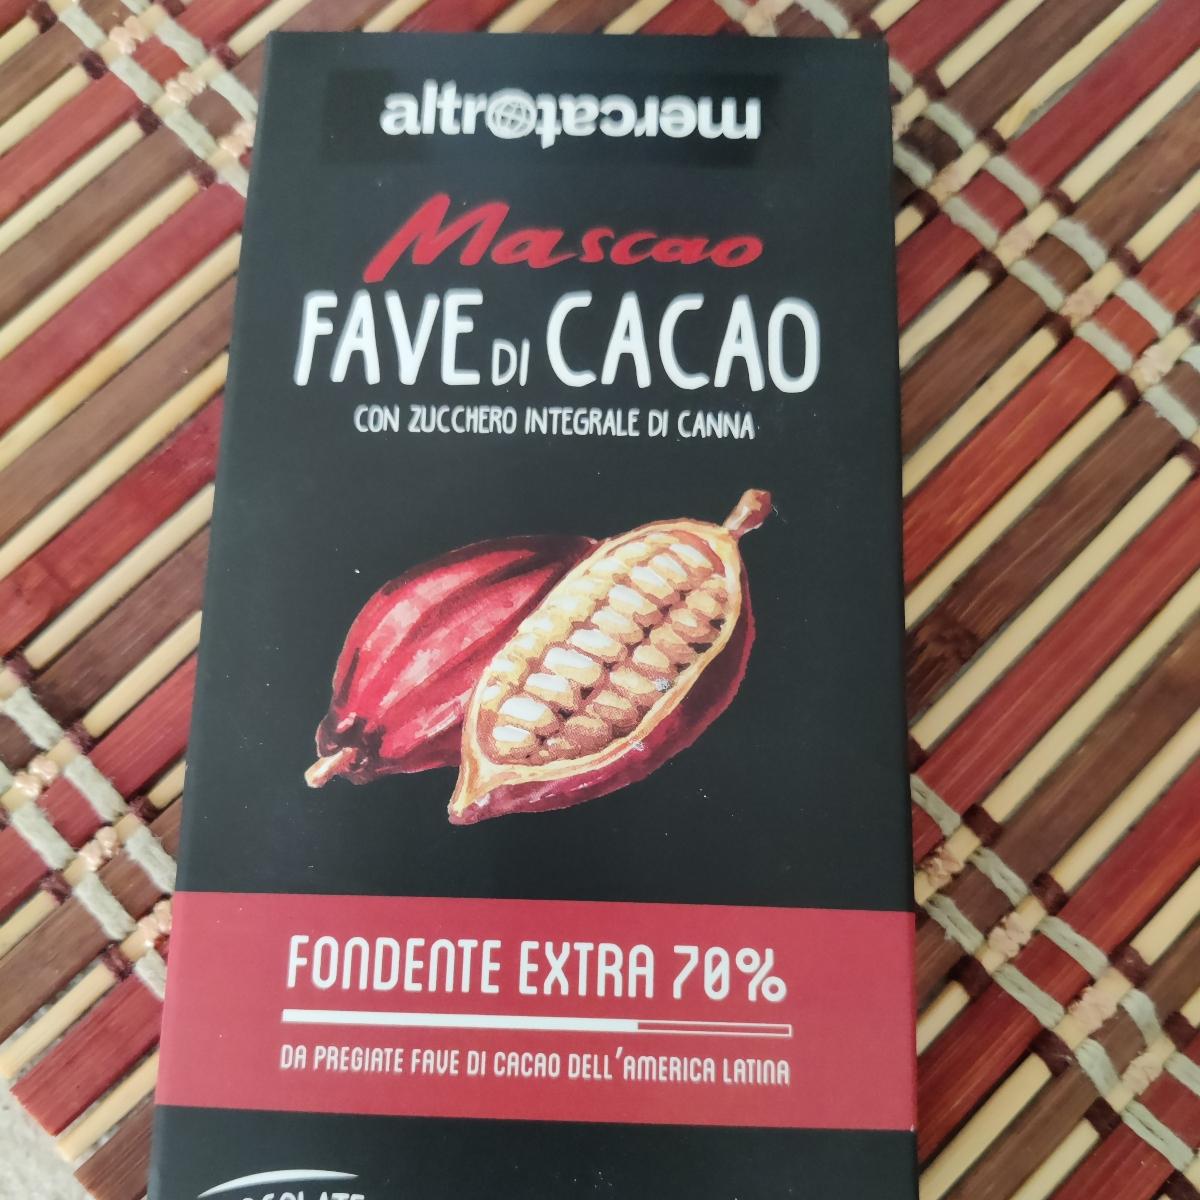 altromercato
Mascao
FAVE DI CACAO
CON ZUCCHERO INTEGRALE DI CANNA
FONDENTE EXTRA 70%
DA PREGIATE FAVE DI CACAO DELL'AMERICA LATINA